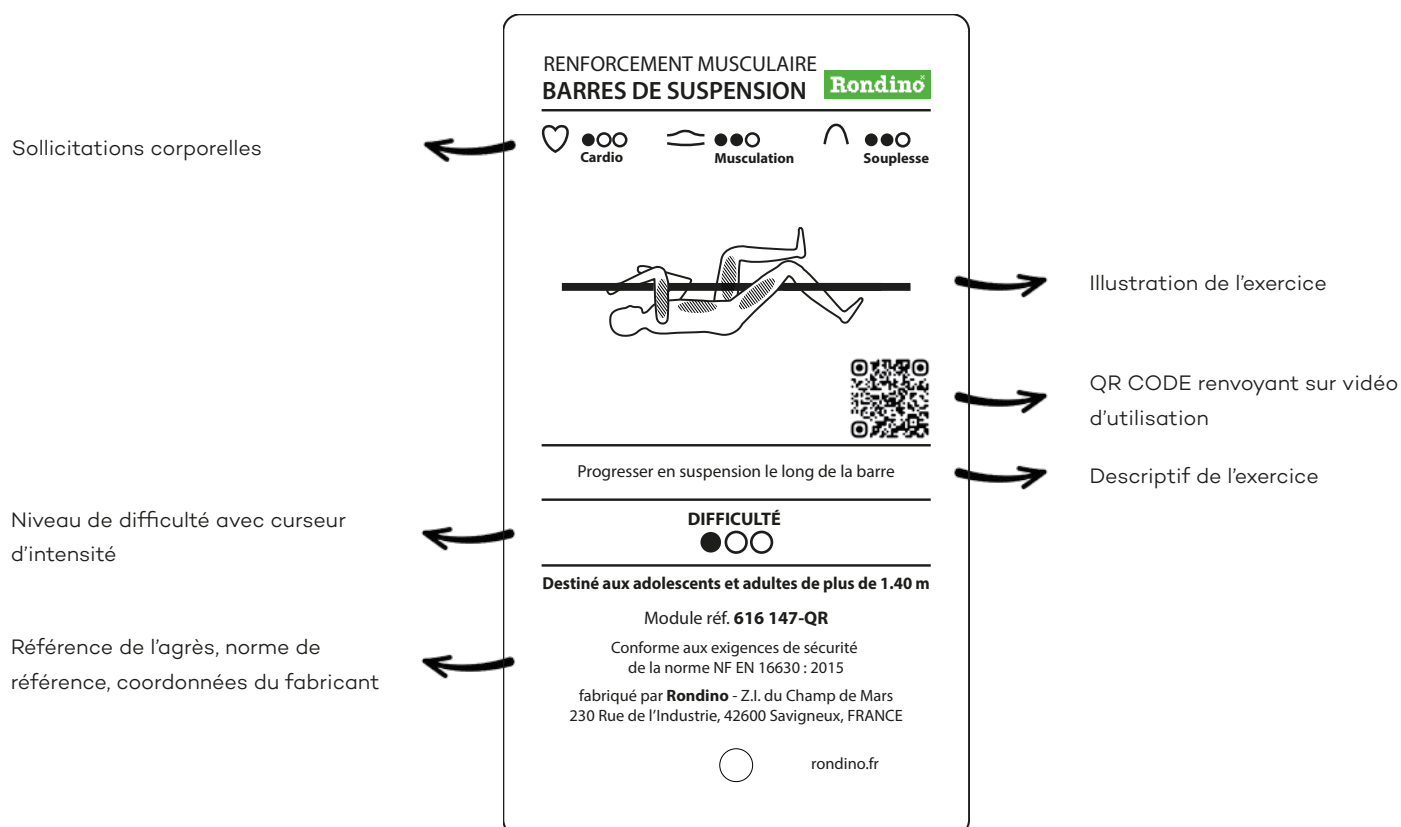 RENFORCEMENT MUSCULAIRE
BARRES DE SUSPENSION
Rondino
Sollicitations corporelles
Cardio
Musculation
Souplesse
Illustration de l'exercice
QR CODE renvoyant sur vidéo
d'utilisation
Progresser en suspension le long de la barre
Descriptif de l'exercice
Niveau de difficulté avec curseur
d'intensité
DIFFICULTÉ
Destiné aux adolescents et adultes de plus de 1.40 m
Module réf. 616 147-QR
Référence de l'agrès, norme de
référence, coordonnées du fabricant
Conforme aux exigences de sécurité
de la norme NF EN 16630 : 2015
fabriqué par Rondino - Z.I. du Champ de Mars
230 Rue de l'Industrie, 42600 Savigneux, FRANCE
rondino.fr